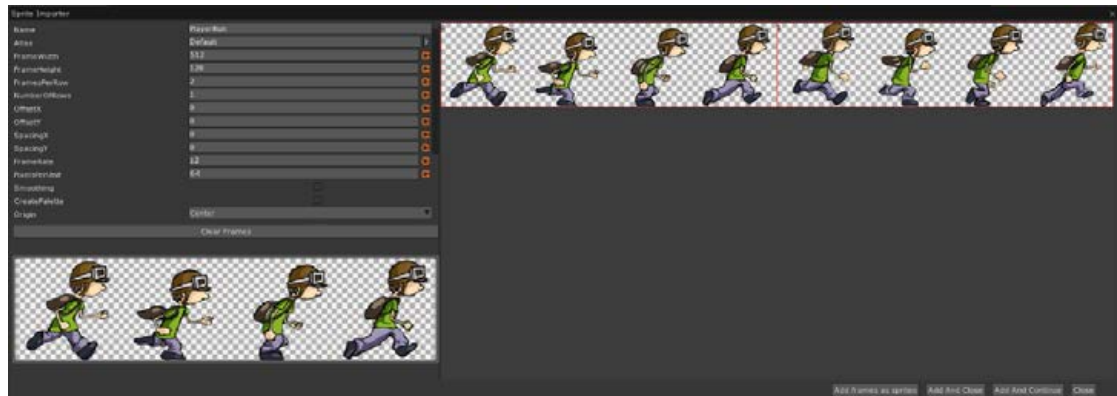 Sprite Importer
Name PlayerRun
Atlas Default
FrameWidth 512
FrameHeight 128
FramesPerRow 2
NumberOfRows 1
OffsetX 0
OffsetY 0
SpacingX 0
SpacingY 0
FrameRate 12
PixelsPerUnit 64
Smoothing
CreatePalette
Origin Center
Clear Frames
Add frames as sprites Add And Close Add And Continue Close